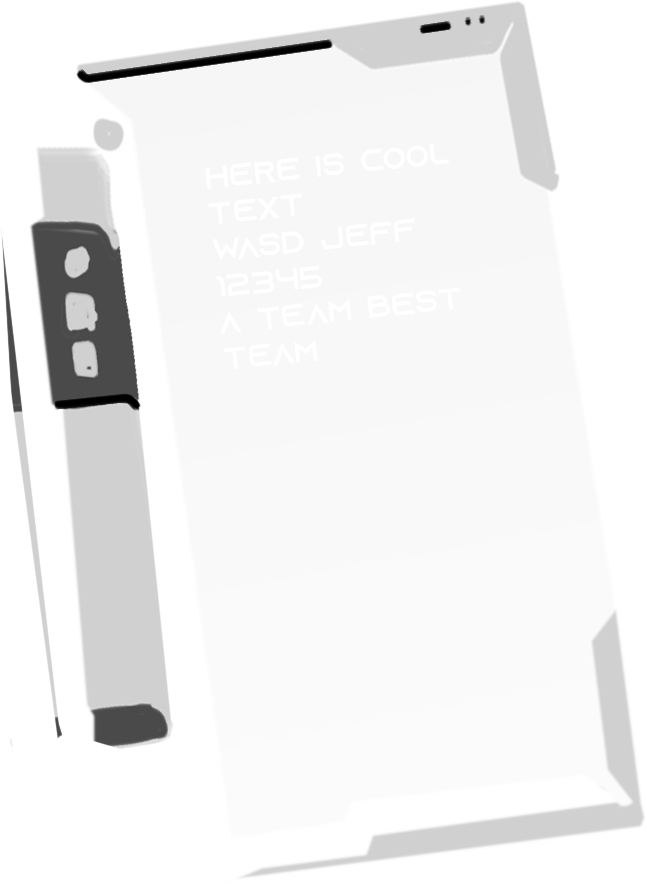 HERE IS COOL
TEXT
WASD JEFF
12345
A TEAM BEST
TEAM